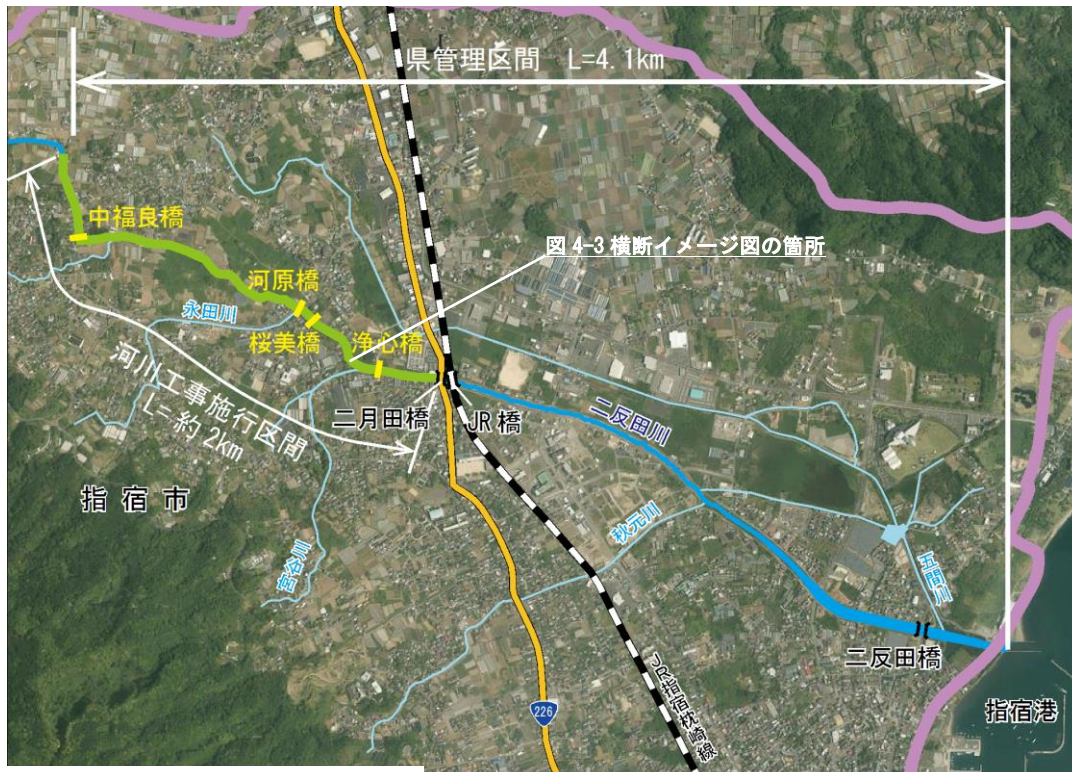 県管理区間 L=4.1km
中福良橋
図 4-3 横断イメージ図の箇所
河原橋
永田川
桜美橋
浄心橋
河川工事施行区間
L= 約 2km
二月田橋
JR 橋
二反田川
指宿市
秋元川
宮谷川
五間川
二反田橋
JR指宿枕崎線
226
指宿港